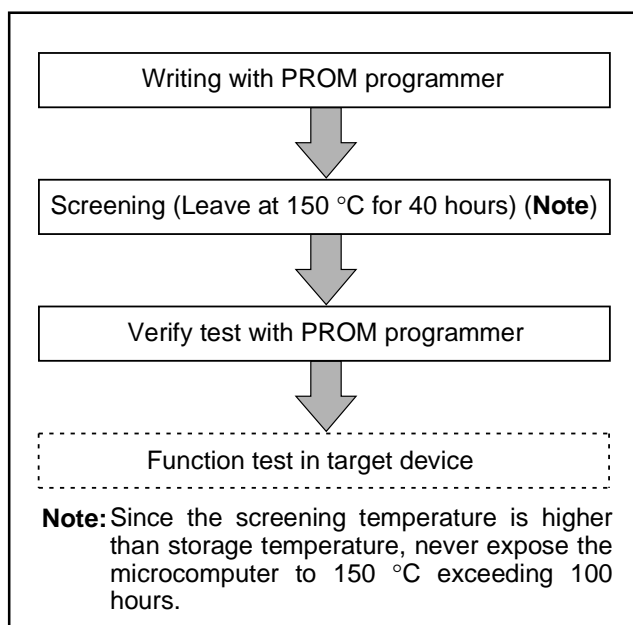 Writing with PROM programmer
Screening (Leave at 150 °C for 40 hours) (Note)
Verify test with PROM programmer
Function test in target device
Note: Since the screening temperature is higher
than storage temperature, never expose the
microcomputer to 150 °C exceeding 100
hours.